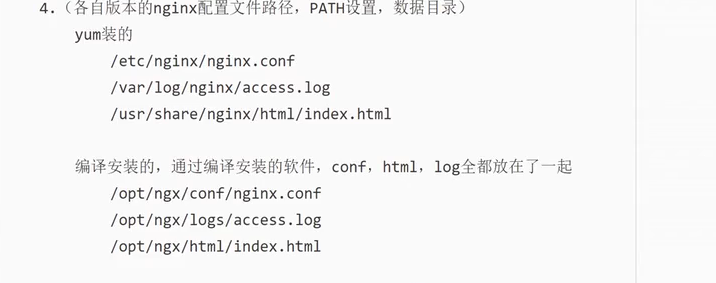 4.（各自版本的nginx配置文件路径，PATH设置，数据目录）
yum装的
/etc/nginx/nginx.conf
/var/log/nginx/access.log
/usr/share/nginx/html/index.html
编译安装的，通过编译安装的软件，conf，html，log全都放在了一起
/opt/ngx/conf/nginx.conf
/opt/ngx/logs/access.log
/opt/ngx/html/index.html